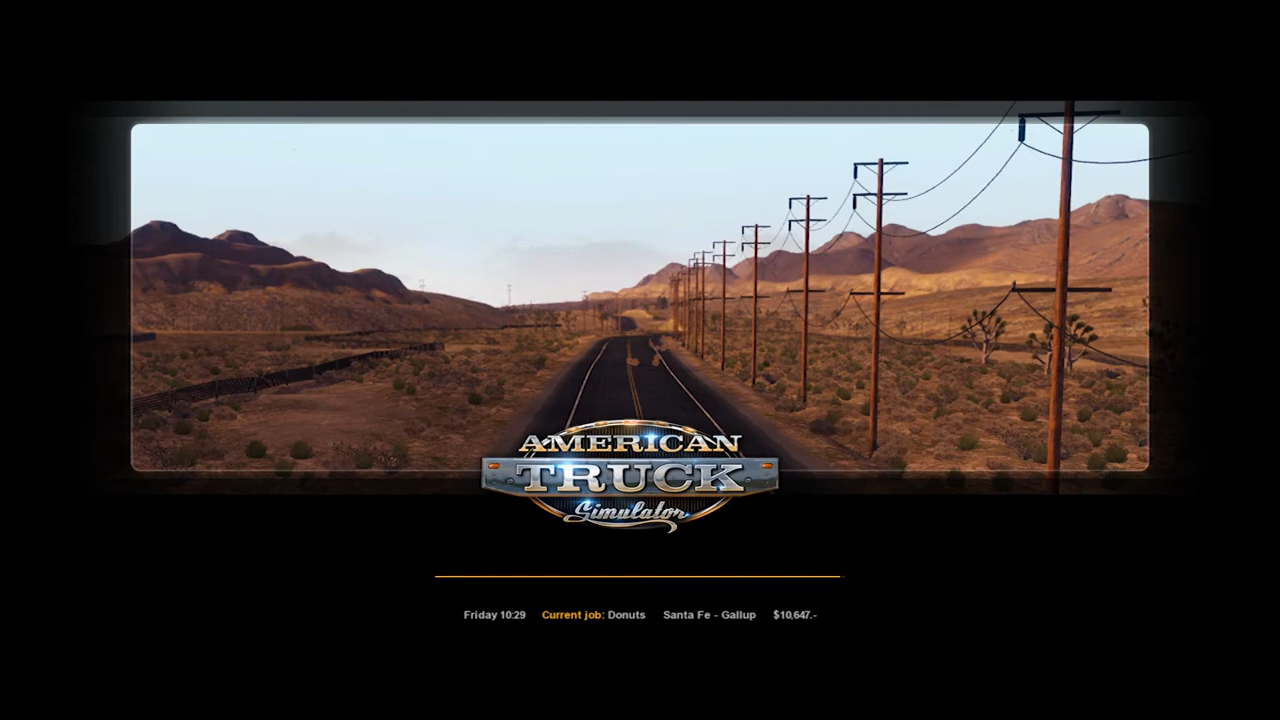 AMERICAN
TRUCK
Simulator
Friday 10:29 Current job: Donuts Santa Fe - Gallup $10,647.-